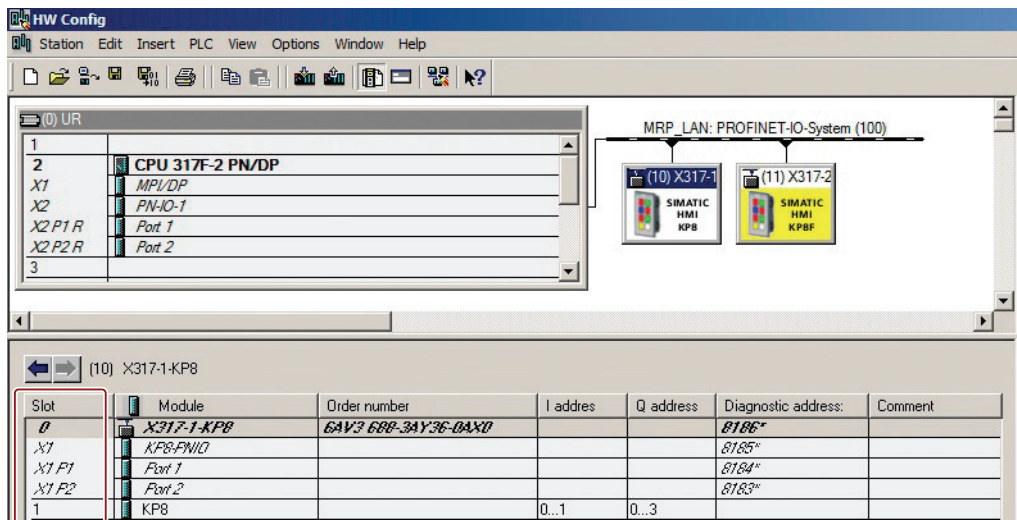 HW Config
Station Edit Insert PLC View Options Window Help
(0) UR
1
2 CPU 317F-2 PN/DP
X1 MPI/DP
X2 PN-IO-1
X2 P1 R Port 1
X2 P2 R Port 2
3
MRP_LAN: PROFINET-IO-System (100)
(10) X317-1
SIMATIC
HMI
KP8
(11) X317-2
SIMATIC
HMI
KP8F
(10) X317-1-KP8
Slot Module Order number I addres Q address Diagnostic address: Comment
0 X317-1-KP8 6AV3 688-3AY36-0AX0 8186*
X1 KP8-PNIO 8185*
X1 P1 Port 1 8184*
X1 P2 Port 2 8183*
1 KP8 0...1 0...3